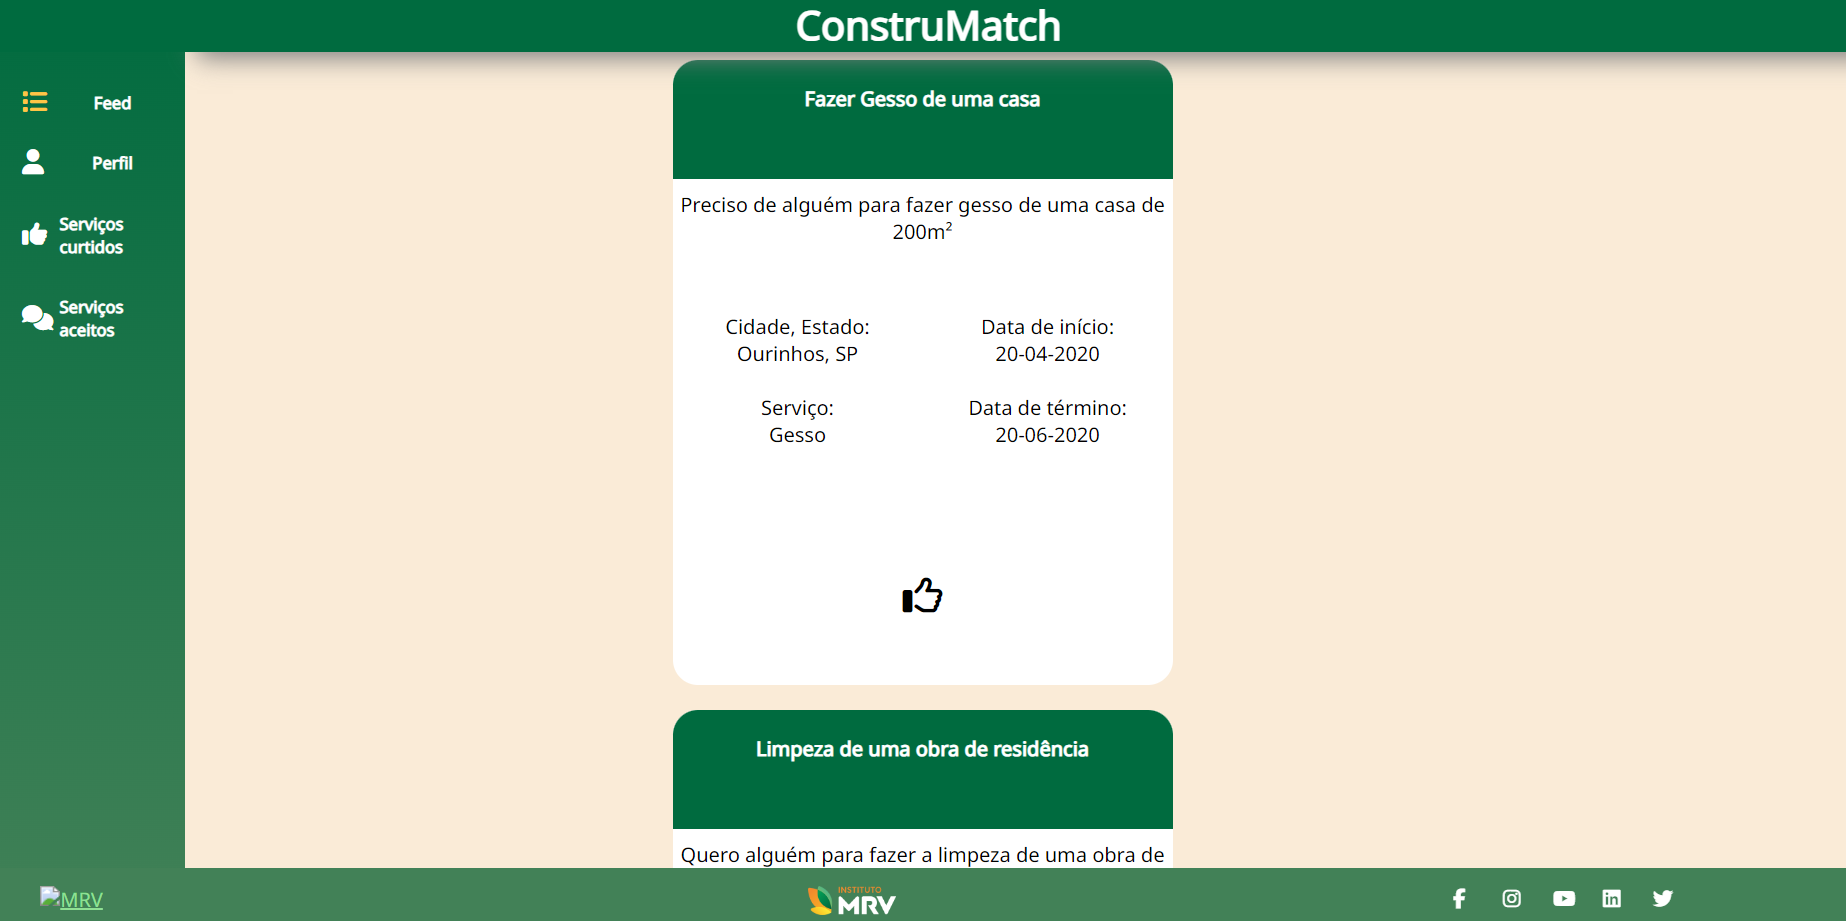 ConstruMatch
Feed
Perfil
Serviços
curtidos
Serviços
aceitos
Fazer Gesso de uma casa
Preciso de alguém para fazer gesso de uma casa de
200m²
Cidade, Estado:
Ourinhos, SP
Data de início:
20-04-2020
Serviço:
Gesso
Data de término:
20-06-2020
Limpeza de uma obra de residência
Quero alguém para fazer a limpeza de uma obra de
MRV
INSTITUTO
MRV